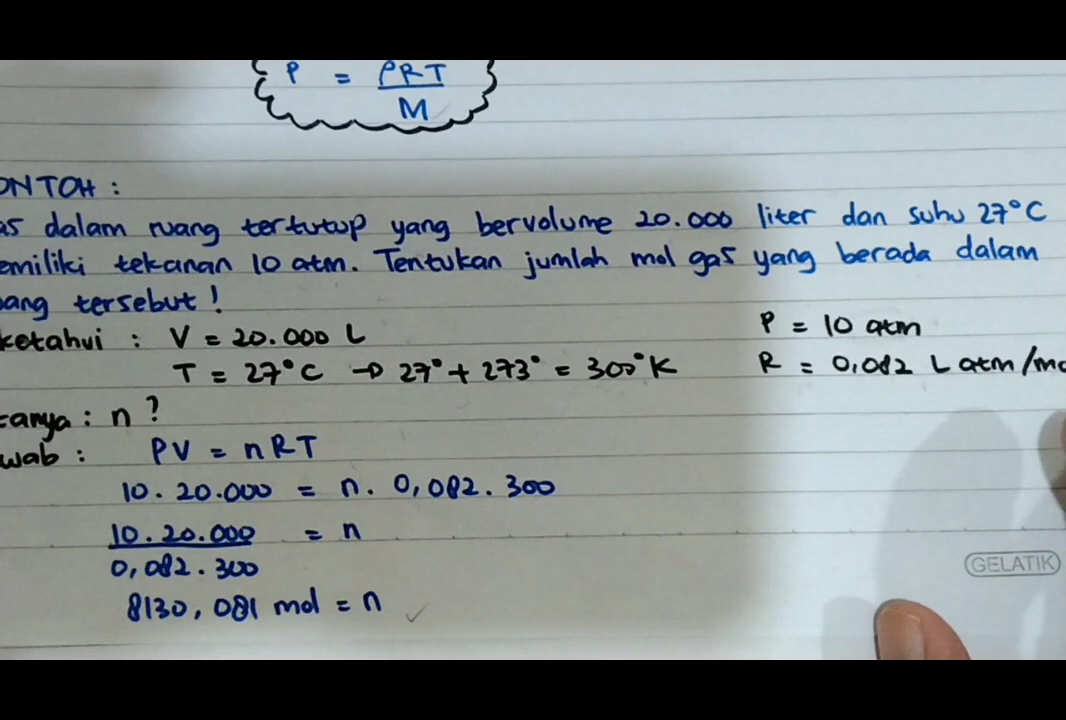 P = ρRT
M
ONTOH :
as dalam ruang tertutup yang bervolume 20.000 liter dan suhu 27°C
emiliki tekanan 10 atm. Tentukan jumlah mol gas yang berada dalam
ang tersebut !
ketahui : V = 20.000 L P = 10 atm
T = 27°C → 27° + 273° = 300°K R = 0,082 L atm/mo
tanya : n ?
wab : PV = nRT
10 . 20.000 = n . 0,082 . 300
10 . 20.000 = n
0,082 . 300
8130,081 mol = n ✓
GELATIK